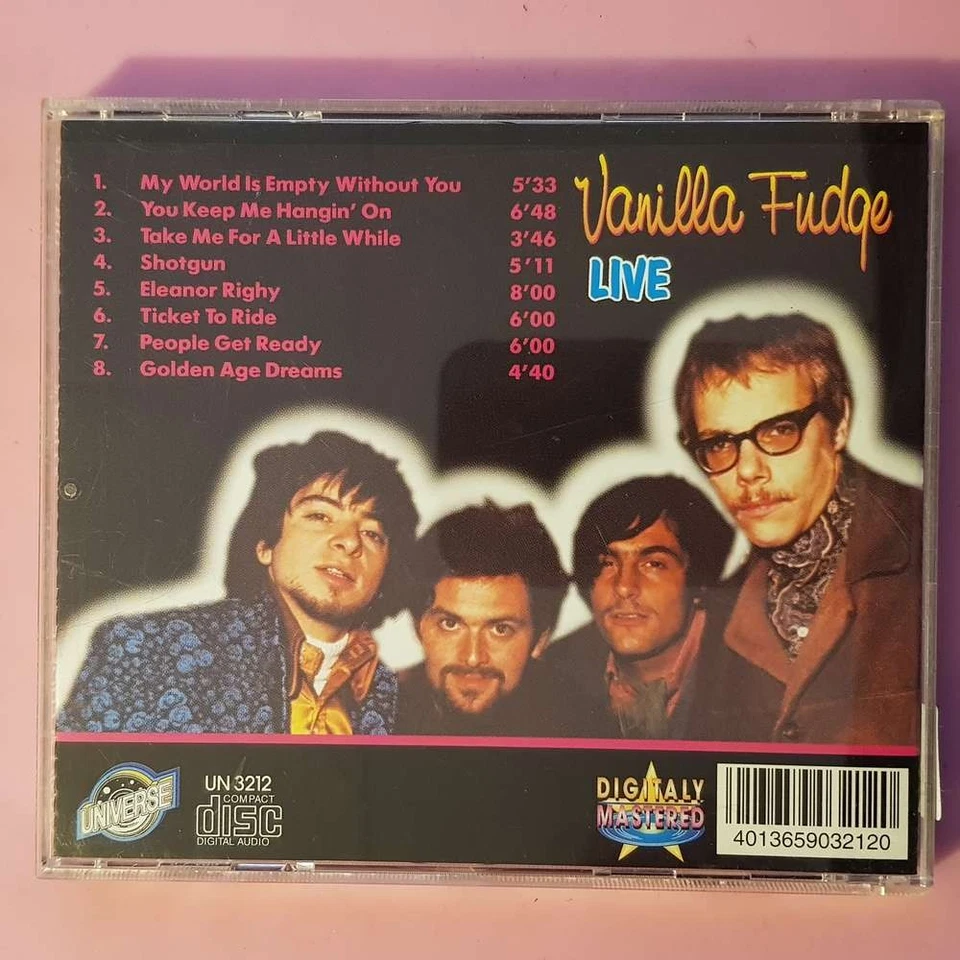 1. My World Is Empty Without You 5'33
2. You Keep Me Hangin' On 6'48
3. Take Me For A Little While 3'46
4. Shotgun 5'11
5. Eleanor Righy 8'00
6. Ticket To Ride 6'00
7. People Get Ready 6'00
8. Golden Age Dreams 4'40
Vanilla Fudge
LIVE
UNIVERSE
UN 3212
COMPACT
disc
DIGITAL AUDIO
DIGITALY
MASTERED
4013659032120